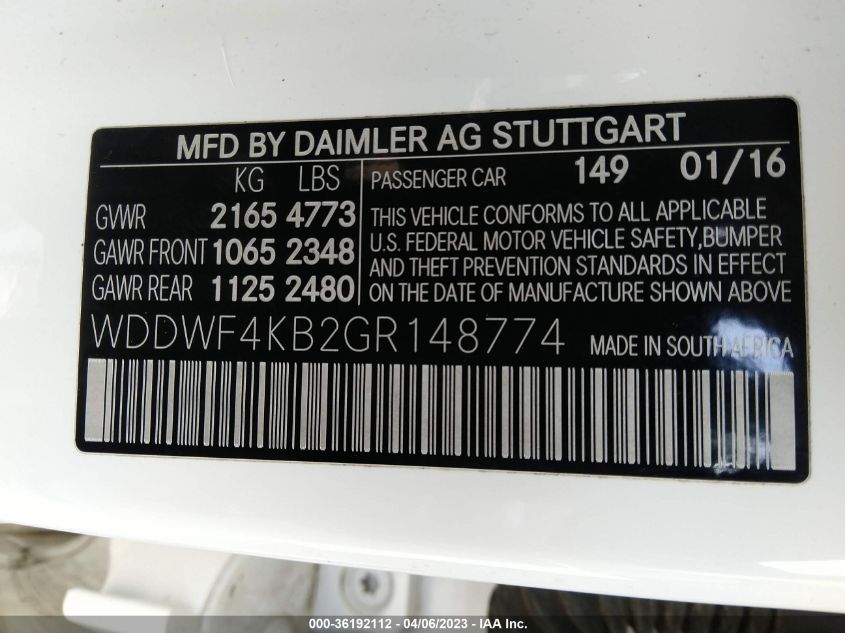 MFD BY DAIMLER AG STUTTGART
KG LBS
GVWR 2165 4773
GAWR FRONT 1065 2348
GAWR REAR 1125 2480
PASSENGER CAR 149 01/16
THIS VEHICLE CONFORMS TO ALL APPLICABLE
U.S. FEDERAL MOTOR VEHICLE SAFETY,BUMPER
AND THEFT PREVENTION STANDARDS IN EFFECT
ON THE DATE OF MANUFACTURE SHOWN ABOVE
WDDWF4KB2GR148774 MADE IN SOUTH AFRICA
000-36192112 - 04/06/2023 - IAA Inc.